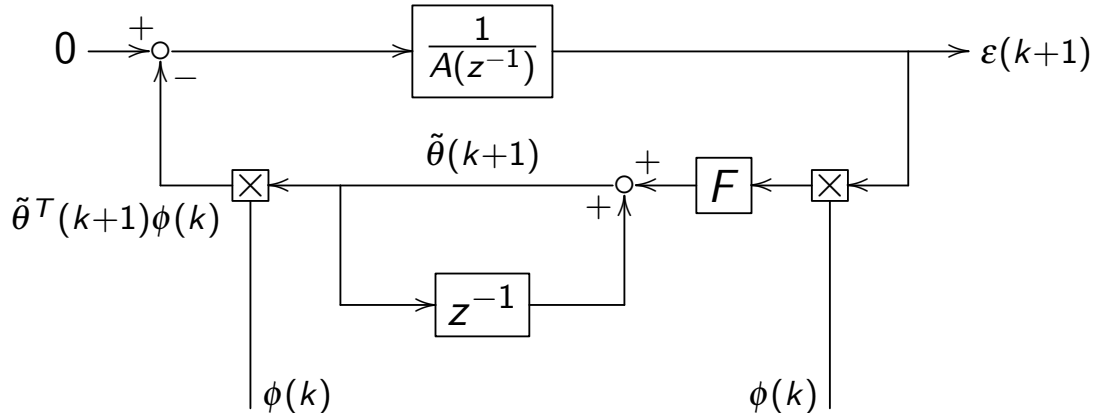 0 + − 1/A(z⁻¹) ε(k+1)
θ̃(k+1)
+ + F
θ̃ᵀ(k+1)φ(k)
z⁻¹
φ(k) φ(k)